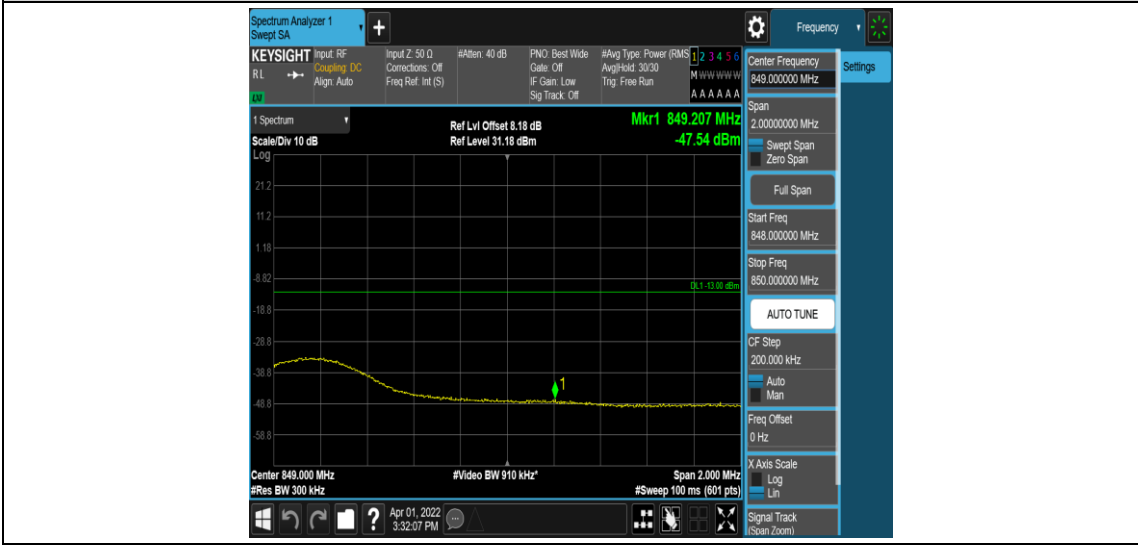 Spectrum Analyzer 1
Swept SA
Frequency
KEYSIGHT
R L
LXI
Input: RF
Coupling: DC
Align: Auto
Input Z: 50 Ω
Corrections: Off
Freq Ref: Int (S)
#Atten: 40 dB
PNO: Best Wide
Gate: Off
IF Gain: Low
Sig Track: Off
#Avg Type: Power (RMS
Avg|Hold: 30/30
Trig: Free Run
1 2 3 4 5 6
M W W W W W
A A A A A A
1 Spectrum
Scale/Div 10 dB
Log
Ref Lvl Offset 8.18 dB
Ref Level 31.18 dBm
Mkr1 849.207 MHz
-47.54 dBm
21.2
11.2
1.18
-8.82
DL1 -13.00 dBm
-18.8
-28.8
-38.8
1
-48.8
-58.8
Center 849.000 MHz
#Video BW 910 kHz*
Span 2.000 MHz
#Res BW 300 kHz
#Sweep 100 ms (601 pts)
?
Apr 01, 2022
3:32:07 PM
Center Frequency
849.000000 MHz
Settings
Span
2.00000000 MHz
Swept Span
Zero Span
Full Span
Start Freq
848.000000 MHz
Stop Freq
850.000000 MHz
AUTO TUNE
CF Step
200.000 kHz
Auto
Man
Freq Offset
0 Hz
X Axis Scale
Log
Lin
Signal Track
(Span Zoom)